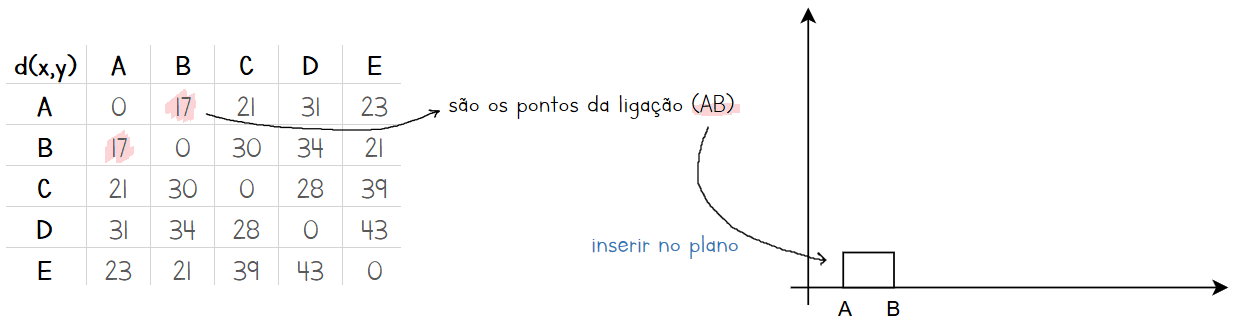 d(x,y) A B C D E
A 0 17 21 31 23
são os pontos da ligação (AB)
B 17 0 30 34 21
C 21 30 0 28 39
D 31 34 28 0 43
inserir no plano
E 23 21 39 43 0
A B